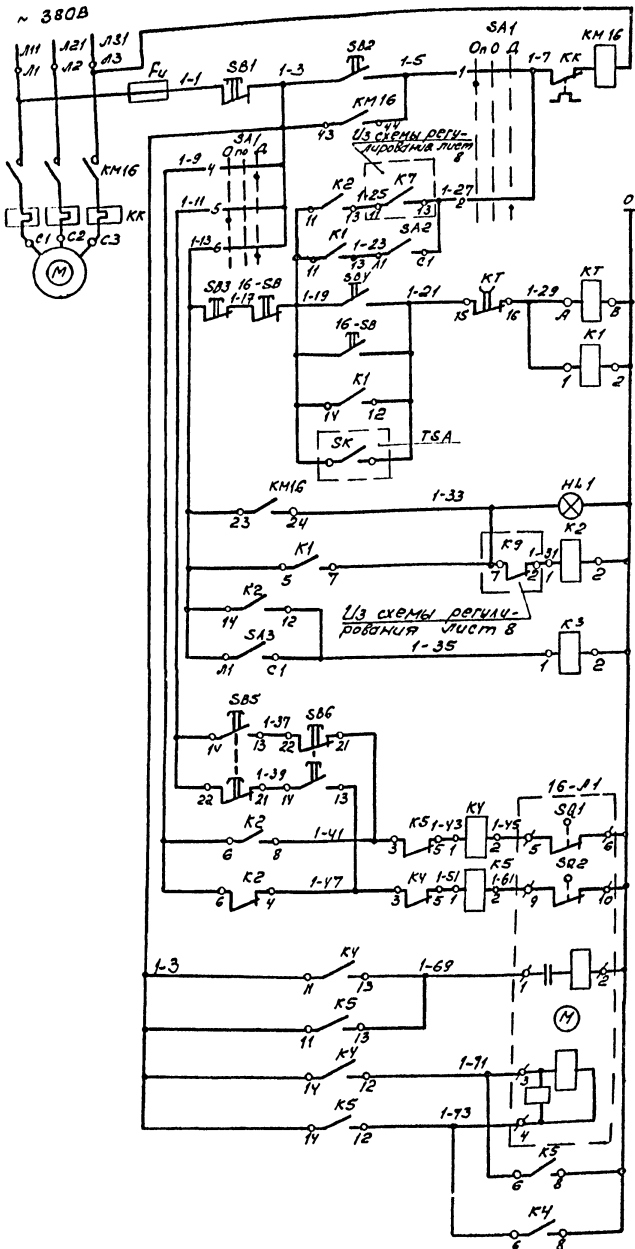 ~ 380В
Л11 Л21 Л31
Л1 Л2 Л3
Fu 1-1 SB1 1-3 SB2 1-5 SA1 1-7 КК КМ16
Оп О Д
1
КМ16
43 44
Из схемы регу-
лирования лист
8
SA1
Опо Д
1-9 4
1-11 5
1-13 6
КМ16
КК
С1 С2 С3
М
К2 1-25 К7 1-27
11 13 11 13 2
К1 1-23 SA2
11 13 Л1 С1
SB3 1-17 16-SB 1-19 SB4 1-21 КТ 1-29 КТ
15 16 А В
16-SB
К1
1 2
К1
14 12
SK TSA
О
КМ16 1-33 HL1
23 24
К1 К9 1-31 К2
5 7 7 2 1 2
К2
14 12
Из схемы регули-
рования лист 8
SA3 1-35 К3
Л1 С1 1 2
SB5 1-37 SB6
14 13 22 21
1-39
22 21 14 13
16-Л1
К2 1-41 К5 1-43 К4 1-45 SQ1
6 8 3 5 1 2 5 6
К2 1-47 К4 1-51 К5 1-61 SQ2
6 4 3 5 1 2 9 10
1-3 К4 1-69
11 13 1 2
К5
11 13
М
К4 1-71
14 12 3
К5 1-73
14 12 4
К5
6 8
К4
6 8